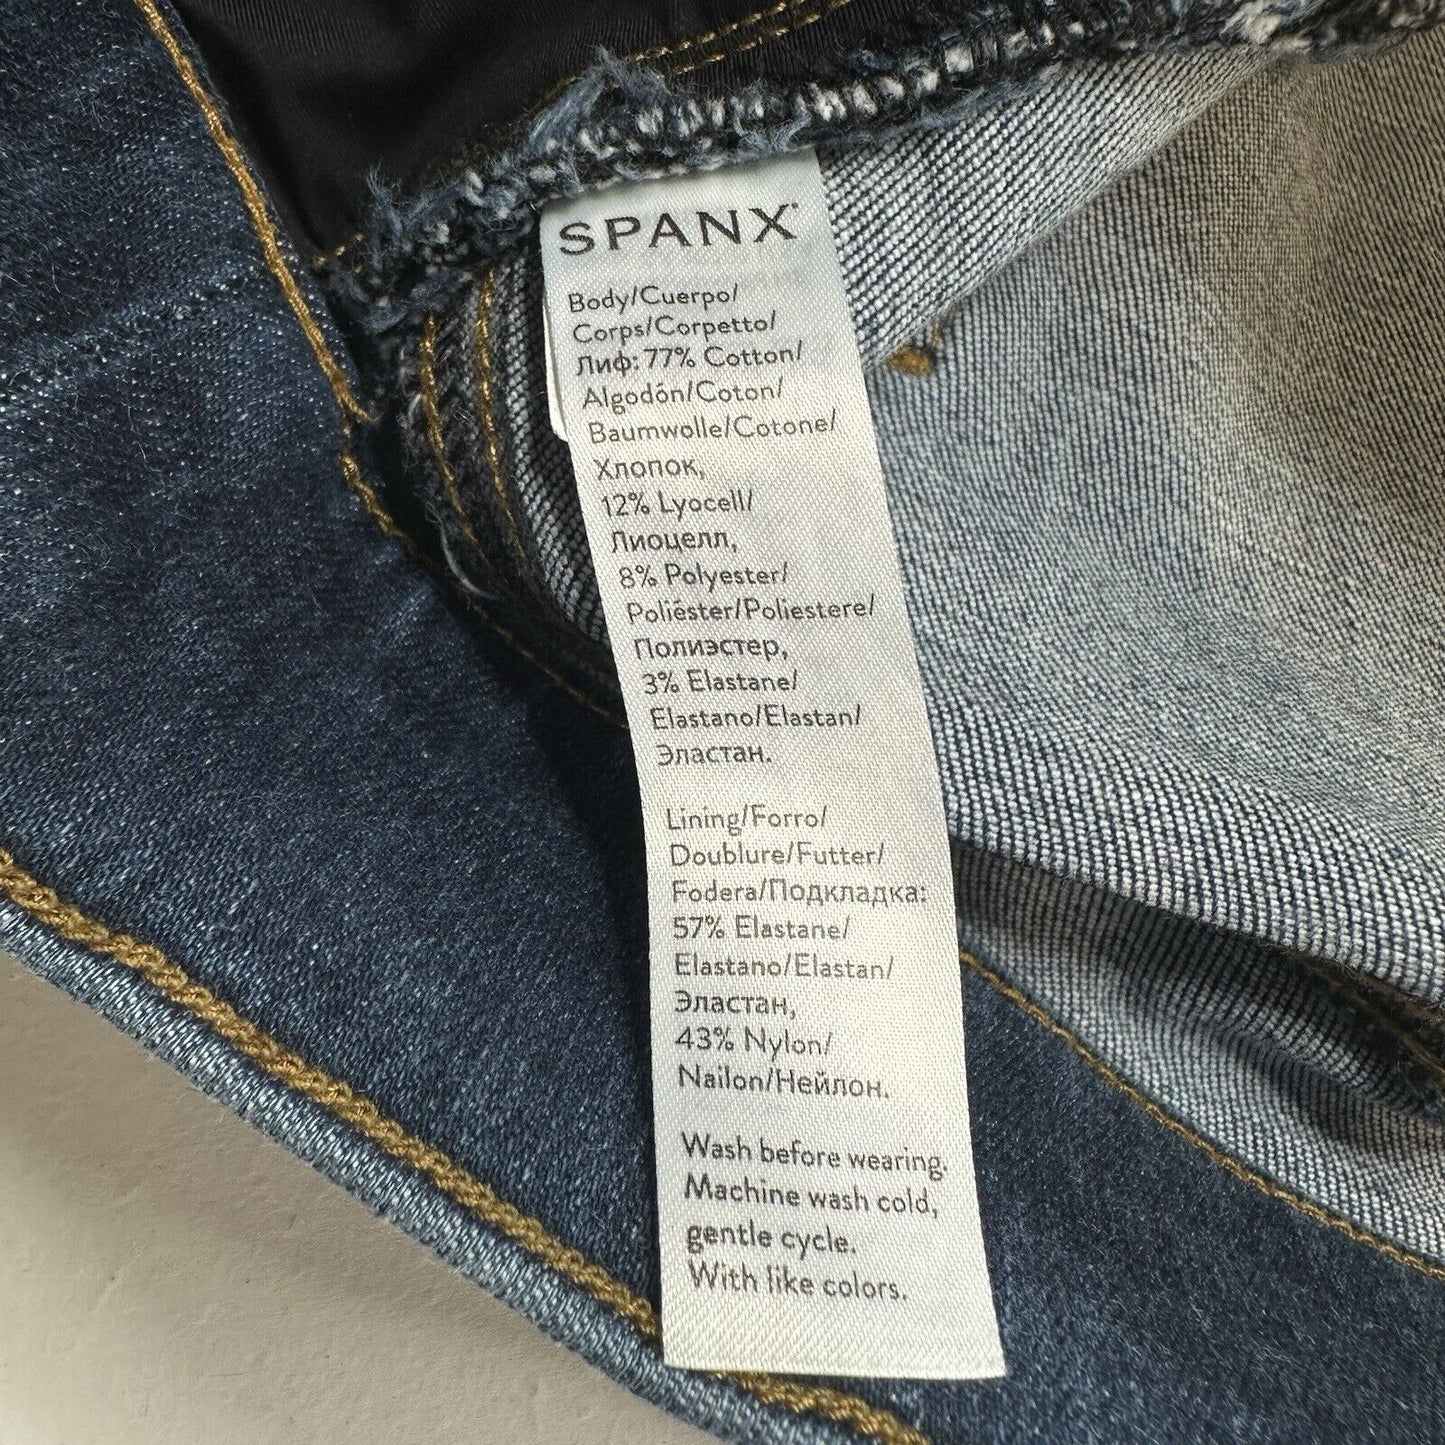 SPANX
Body/Cuerpo/
Corps/Corpetto/
Лиф: 77% Cotton/
Algodón/Coton/
Baumwolle/Cotone/
Хлопок,
12% Lyocell/
Лиоцелл,
8% Polyester/
Poliéster/Poliestere/
Полиэстер,
3% Elastane/
Elastano/Elastan/
Эластан.
Lining/Forro/
Doublure/Futter/
Fodera/Подкладка:
57% Elastane/
Elastano/Elastan/
Эластан,
43% Nylon/
Nailon/Нейлон.
Wash before wearing.
Machine wash cold,
gentle cycle.
With like colors.